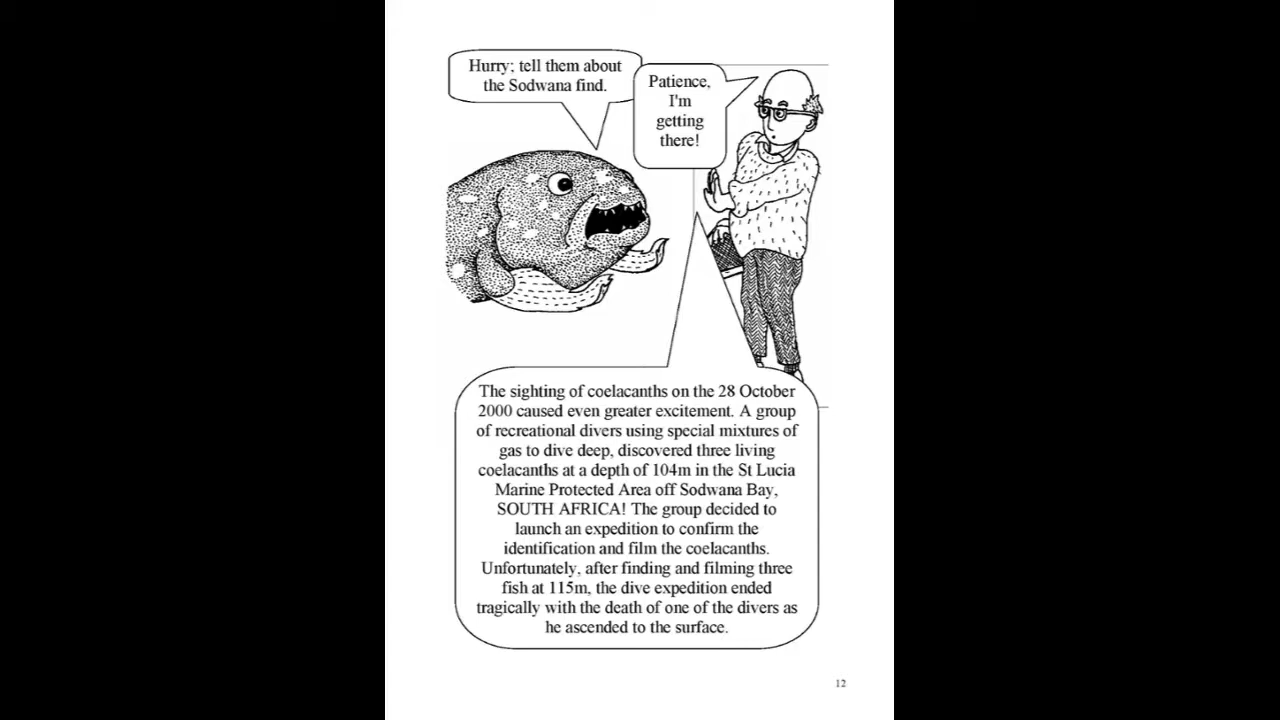 Hurry; tell them about
the Sodwana find.
Patience,
I'm
getting
there!
The sighting of coelacanths on the 28 October
2000 caused even greater excitement. A group
of recreational divers using special mixtures of
gas to dive deep, discovered three living
coelacanths at a depth of 104m in the St Lucia
Marine Protected Area off Sodwana Bay,
SOUTH AFRICA! The group decided to
launch an expedition to confirm the
identification and film the coelacanths.
Unfortunately, after finding and filming three
fish at 115m, the dive expedition ended
tragically with the death of one of the divers as
he ascended to the surface.
12